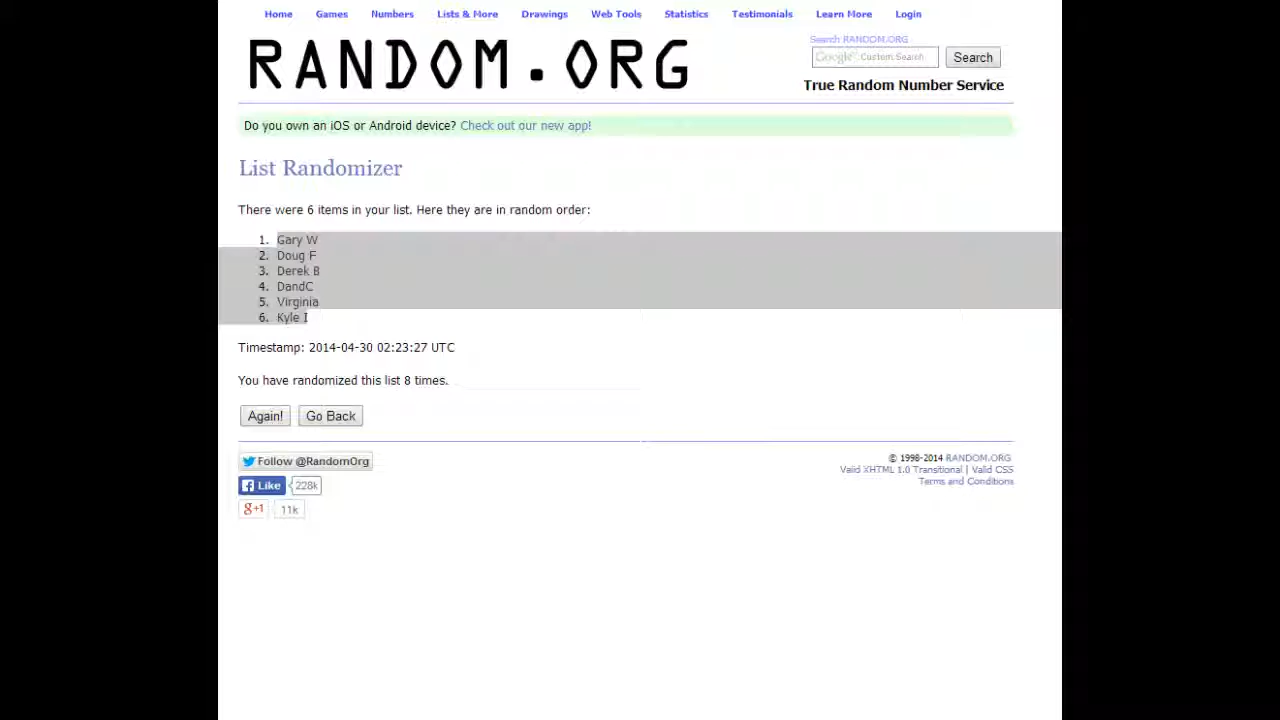 Home Games Numbers Lists & More Drawings Web Tools Statistics Testimonials Learn More Login
RANDOM.ORG
Search RANDOM.ORG
Google Custom Search Search
True Random Number Service
Do you own an iOS or Android device? Check out our new app!
List Randomizer
There were 6 items in your list. Here they are in random order:
1. Gary W
2. Doug F
3. Derek B
4. DandC
5. Virginia
6. Kyle I
Timestamp: 2014-04-30 02:23:27 UTC
You have randomized this list 8 times.
Again! Go Back
Follow @RandomOrg
Like 228k
g+1 11k
© 1998-2014 RANDOM.ORG
Valid XHTML 1.0 Transitional | Valid CSS
Terms and Conditions